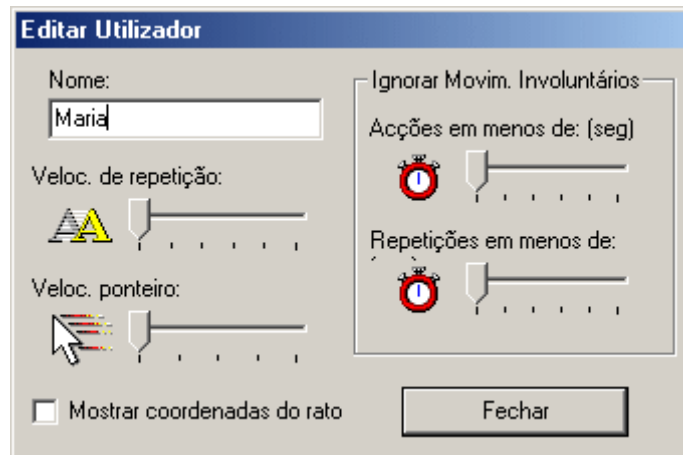 Editar Utilizador
Nome:
Maria
Veloc. de repetição:
Veloc. ponteiro:
Mostrar coordenadas do rato
Ignorar Movim. Involuntários
Acções em menos de: (seg)
Repetições em menos de:
Fechar